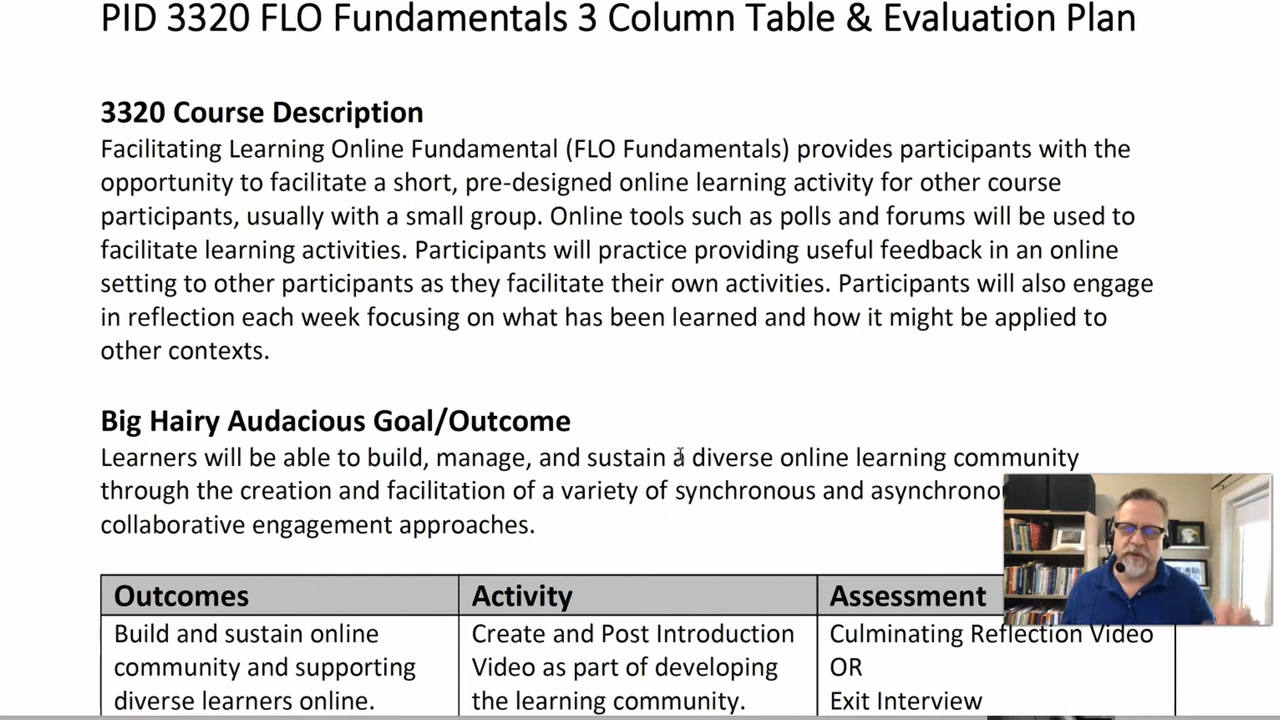 PID 3320 FLO Fundamentals 3 Column Table & Evaluation Plan
3320 Course Description
Facilitating Learning Online Fundamental (FLO Fundamentals) provides participants with the
opportunity to facilitate a short, pre-designed online learning activity for other course
participants, usually with a small group. Online tools such as polls and forums will be used to
facilitate learning activities. Participants will practice providing useful feedback in an online
setting to other participants as they facilitate their own activities. Participants will also engage
in reflection each week focusing on what has been learned and how it might be applied to
other contexts.
Big Hairy Audacious Goal/Outcome
Learners will be able to build, manage, and sustain a diverse online learning community
through the creation and facilitation of a variety of synchronous and
collaborative engagement approaches.
Outcomes
Activity
Assessment
Build and sustain online
community and supporting
diverse learners online.
Create and Post Introduction
Video as part of developing
the learning community.
Culminating Reflection Video
OR
Exit Interview